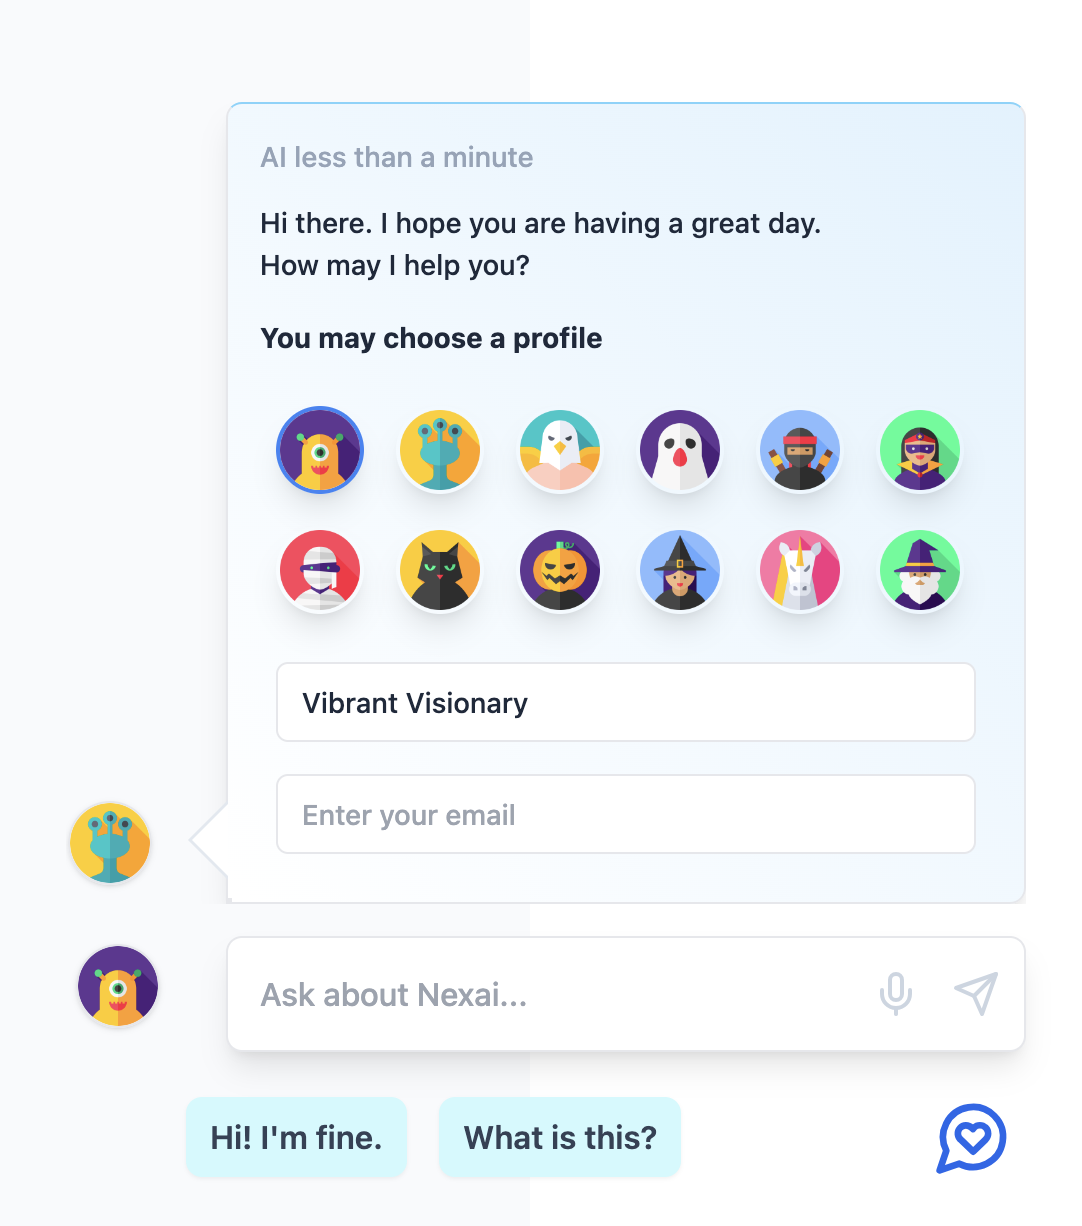 AI less than a minute
Hi there. I hope you are having a great day.
How may I help you?
You may choose a profile
Vibrant Visionary
Enter your email
Ask about Nexai...
Hi! I'm fine.
What is this?